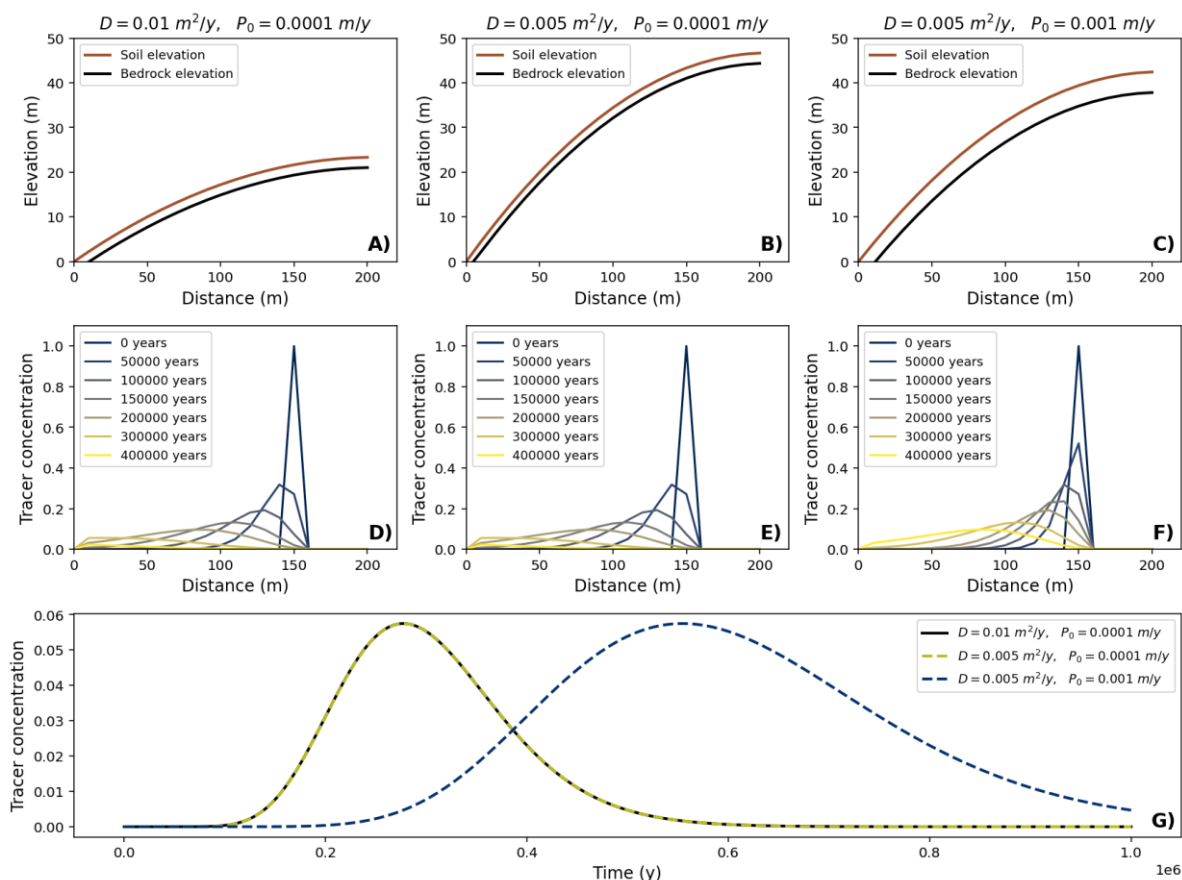 D = 0.01 m²/y, P₀ = 0.0001 m/y
D = 0.005 m²/y, P₀ = 0.0001 m/y
D = 0.005 m²/y, P₀ = 0.001 m/y
50
40
30
20
10
0
Elevation (m)
Soil elevation
Bedrock elevation
A)
0 50 100 150 200
Distance (m)
50
40
30
20
10
0
Elevation (m)
Soil elevation
Bedrock elevation
B)
0 50 100 150 200
Distance (m)
50
40
30
20
10
0
Elevation (m)
Soil elevation
Bedrock elevation
C)
0 50 100 150 200
Distance (m)
1.0
0.8
0.6
0.4
0.2
0.0
Tracer concentration
0 years
50000 years
100000 years
150000 years
200000 years
300000 years
400000 years
D)
0 50 100 150 200
Distance (m)
1.0
0.8
0.6
0.4
0.2
0.0
Tracer concentration
0 years
50000 years
100000 years
150000 years
200000 years
300000 years
400000 years
E)
0 50 100 150 200
Distance (m)
1.0
0.8
0.6
0.4
0.2
0.0
Tracer concentration
0 years
50000 years
100000 years
150000 years
200000 years
300000 years
400000 years
F)
0 50 100 150 200
Distance (m)
0.06
0.05
0.04
0.03
0.02
0.01
0.00
Tracer concentration
D = 0.01 m²/y, P₀ = 0.0001 m/y
D = 0.005 m²/y, P₀ = 0.0001 m/y
D = 0.005 m²/y, P₀ = 0.001 m/y
G)
0.0 0.2 0.4 0.6 0.8 1.0
Time (y)
1e6